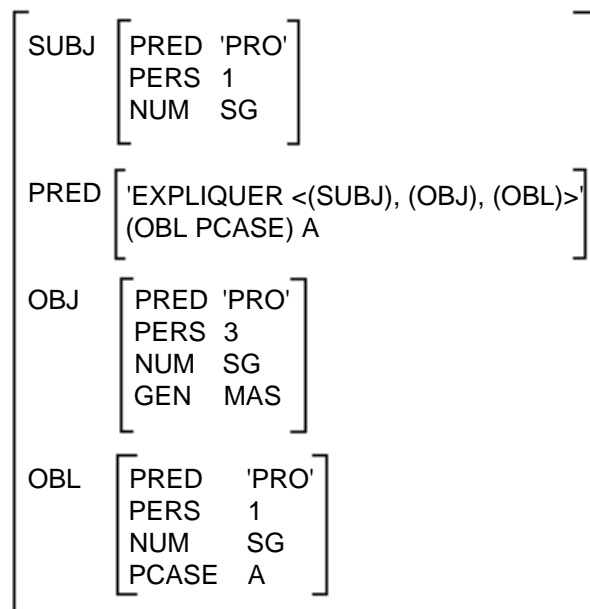 SUBJ PRED 'PRO'
PERS 1
NUM SG
PRED 'EXPLIQUER <(SUBJ), (OBJ), (OBL)>'
(OBL PCASE) A
OBJ PRED 'PRO'
PERS 3
NUM SG
GEN MAS
OBL PRED 'PRO'
PERS 1
NUM SG
PCASE A